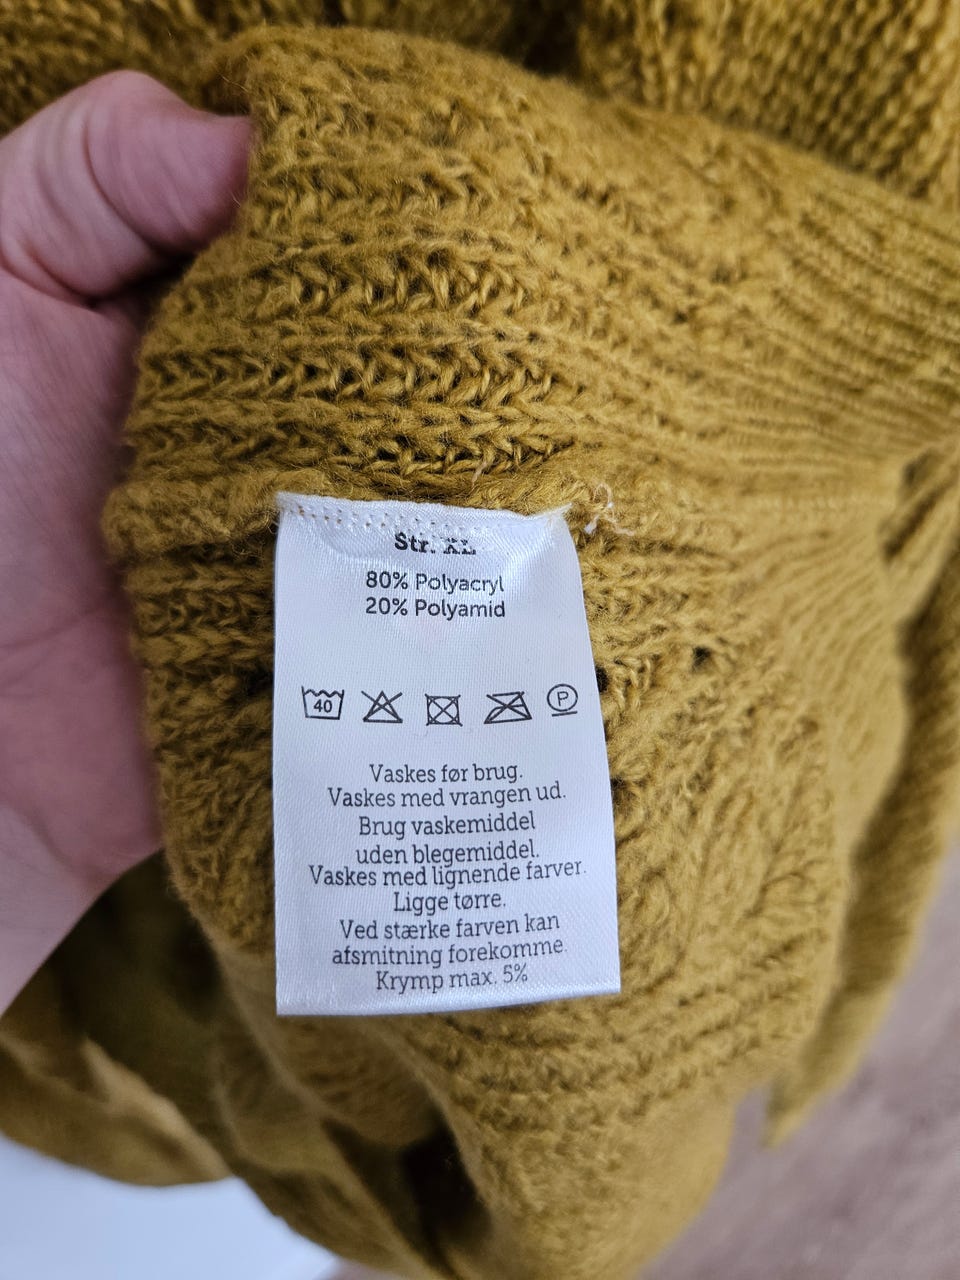 Str. XL
80% Polyacryl
20% Polyamid
40 P
Vaskes før brug.
Vaskes med vrangen ud.
Brug vaskemiddel
uden blegemiddel.
Vaskes med lignende farver.
Ligge tørre.
Ved stærke farven kan
afsmitning forekomme.
Krymp max. 5%